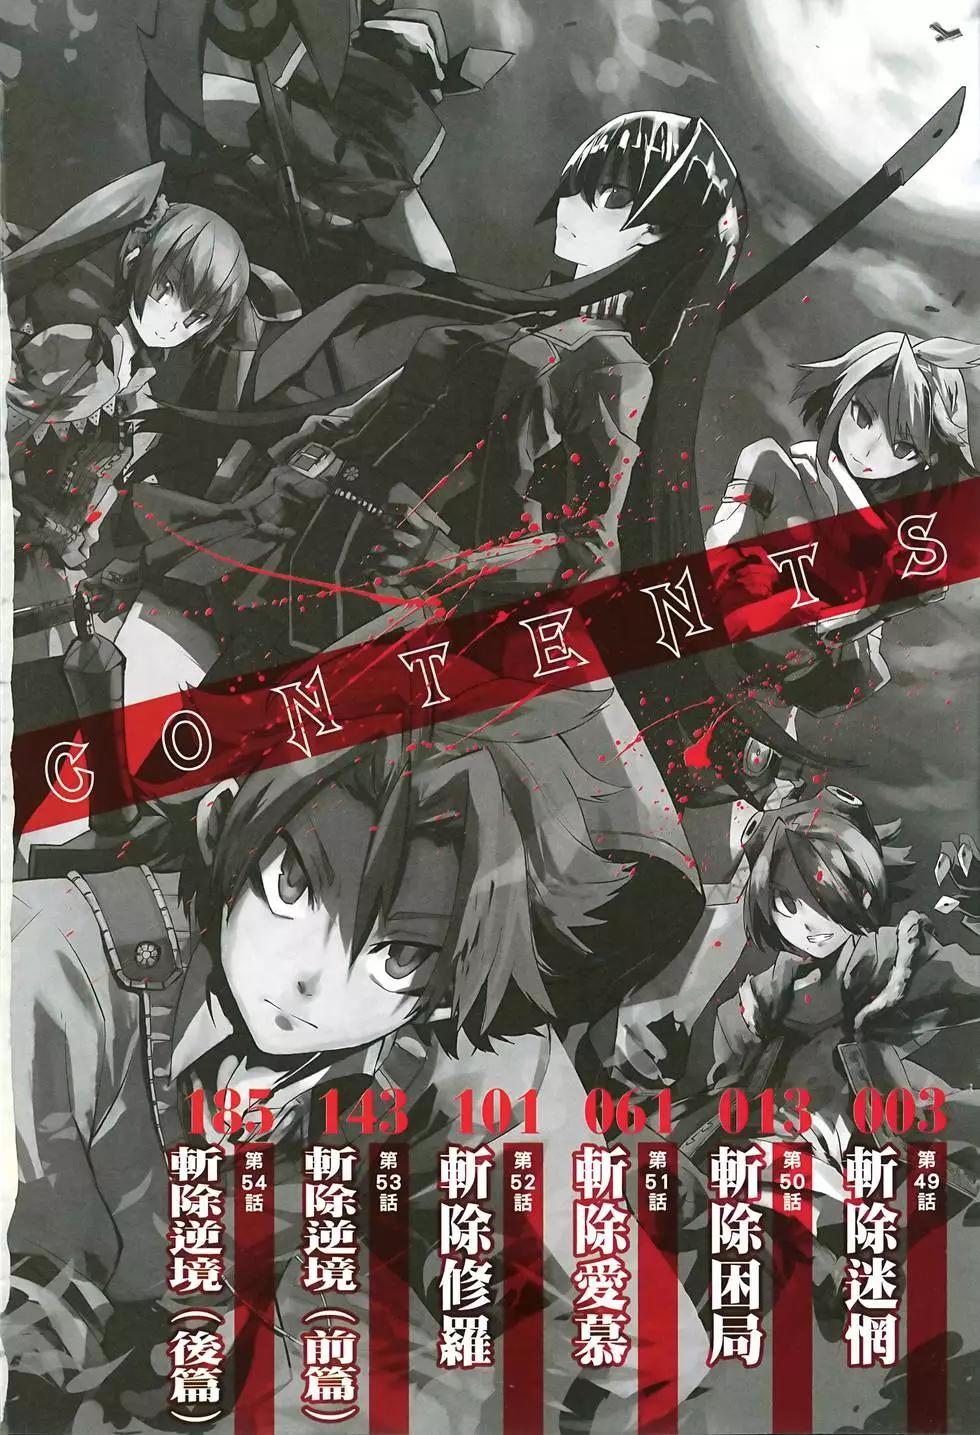 CONTENTS
003
第49話
斬除迷惘
013
第50話
斬除困局
061
第51話
斬除愛慕
101
第52話
斬除修羅
143
第53話
斬除逆境（前篇）
185
第54話
斬除逆境（後篇）